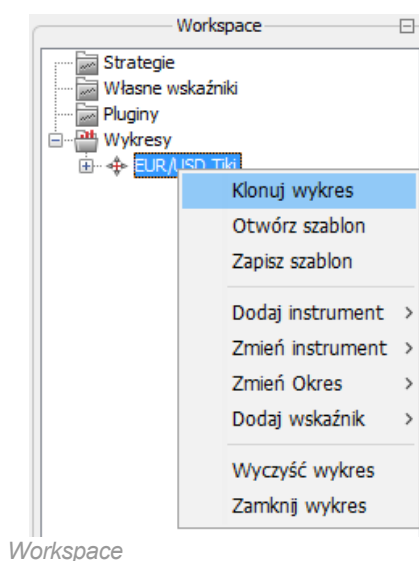 Workspace
Strategie
Własne wskaźniki
Pluginy
Wykresy
EUR/USD Tiki
Klonuj wykres
Otwórz szablon
Zapisz szablon
Dodaj instrument
Zmień instrument
Zmień Okres
Dodaj wskaźnik
Wyczyść wykres
Zamknij wykres
Workspace